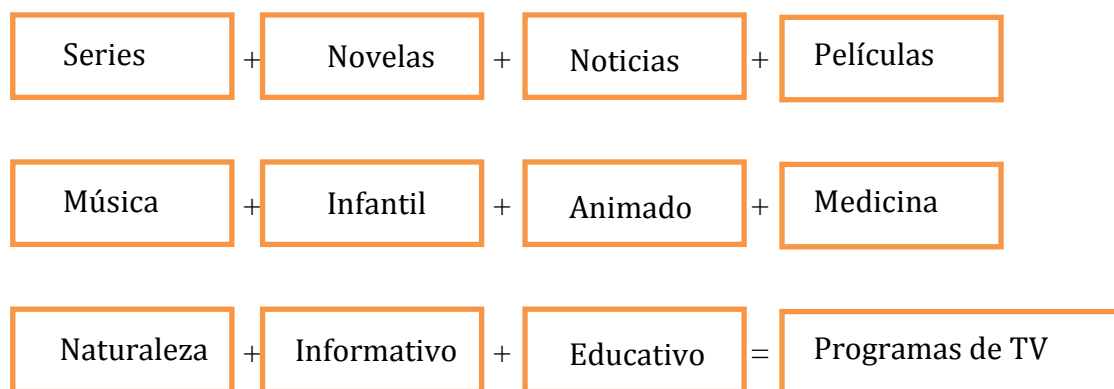 Series + Novelas + Noticias + Películas
Música + Infantil + Animado + Medicina
Naturaleza + Informativo + Educativo = Programas de TV